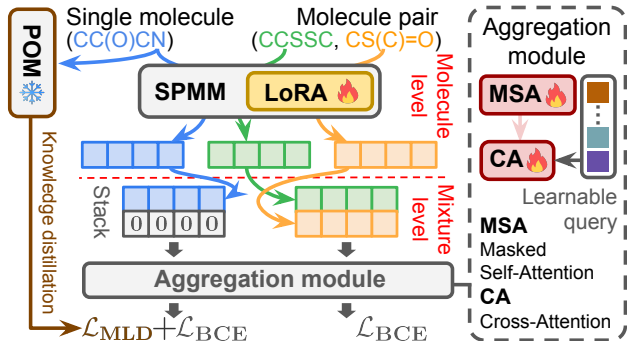 Single molecule
(CC(O)CN)
Molecule pair
(CCSSC, CS(C)=O)
POM
SPMM
LoRA
Molecule
level
Knowledge distillation
Stack
0 0 0 0
Mixture
level
Aggregation module
ℒMLD+ℒBCE
ℒBCE
Aggregation
module
MSA
CA
Learnable
query
MSA
Masked
Self-Attention
CA
Cross-Attention